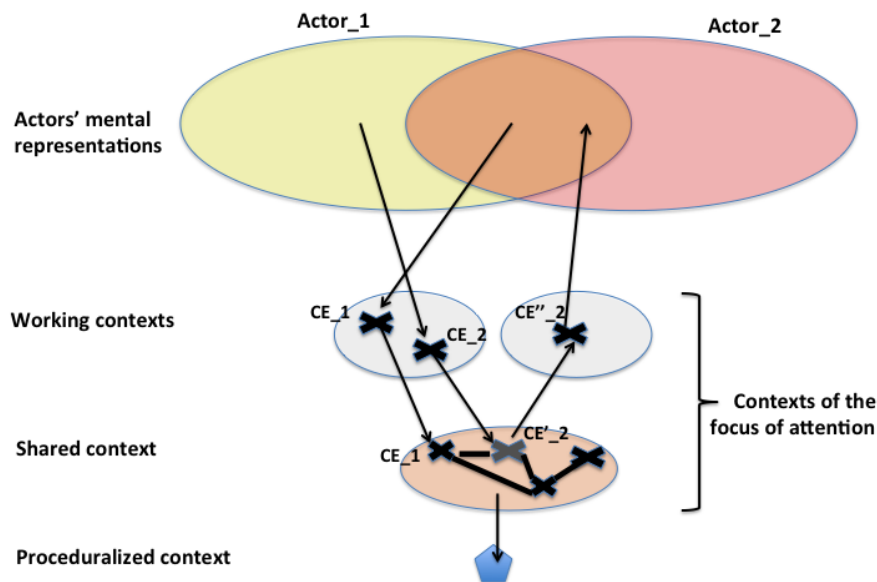 Actor_1
Actor_2
Actors' mental
representations
Working contexts
CE_1
CE_2
CE''_2
Contexts of the
focus of attention
Shared context
CE_1
CE'_2
Proceduralized context